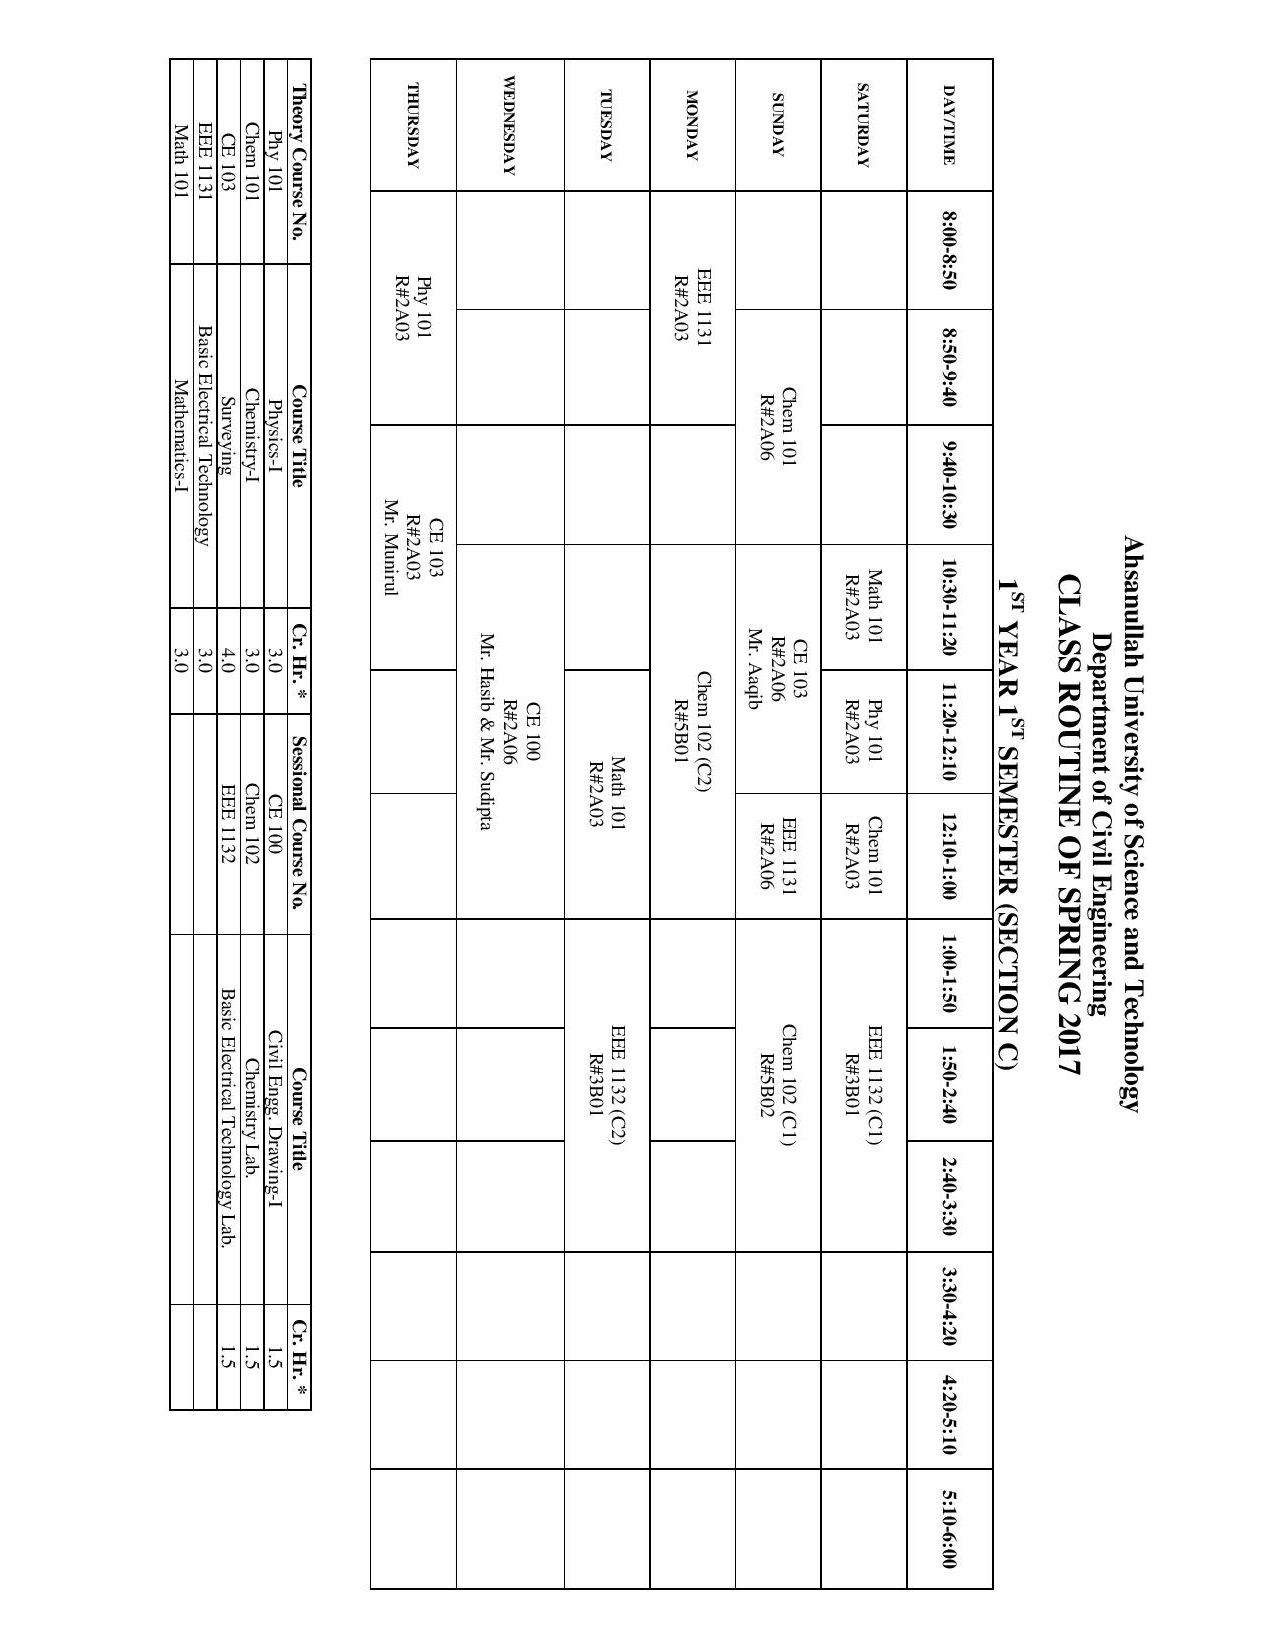 Ahsanullah University of Science and Technology
Department of Civil Engineering
CLASS ROUTINE OF SPRING 2017
1ST YEAR 1ST SEMESTER (SECTION C)
DAY/TIME 8:00-8:50 8:50-9:40 9:40-10:30 10:30-11:20 11:20-12:10 12:10-1:00 1:00-1:50 1:50-2:40 2:40-3:30 3:30-4:20 4:20-5:10 5:10-6:00
SATURDAY
Math 101
R#2A03
Phy 101
R#2A03
Chem 101
R#2A03
EEE 1132 (C1)
R#3B01
SUNDAY
Chem 101
R#2A06
CE 103
R#2A06
Mr. Aaqib
EEE 1131
R#2A06
Chem 102 (C1)
R#5B02
MONDAY
EEE 1131
R#2A03
Chem 102 (C2)
R#5B01
TUESDAY
Math 101
R#2A03
EEE 1132 (C2)
R#3B01
WEDNESDAY
CE 100
R#2A06
Mr. Hasib & Mr. Sudipta
THURSDAY
Phy 101
R#2A03
CE 103
R#2A03
Mr. Munirul
Theory Course No. Course Title Cr. Hr. * Sessional Course No. Course Title Cr. Hr. *
Phy 101 Physics-I 3.0 CE 100 Civil Engg. Drawing-I 1.5
Chem 101 Chemistry-I 3.0 Chem 102 Chemistry Lab. 1.5
CE 103 Surveying 4.0 EEE 1132 Basic Electrical Technology Lab. 1.5
EEE 1131 Basic Electrical Technology 3.0
Math 101 Mathematics-I 3.0